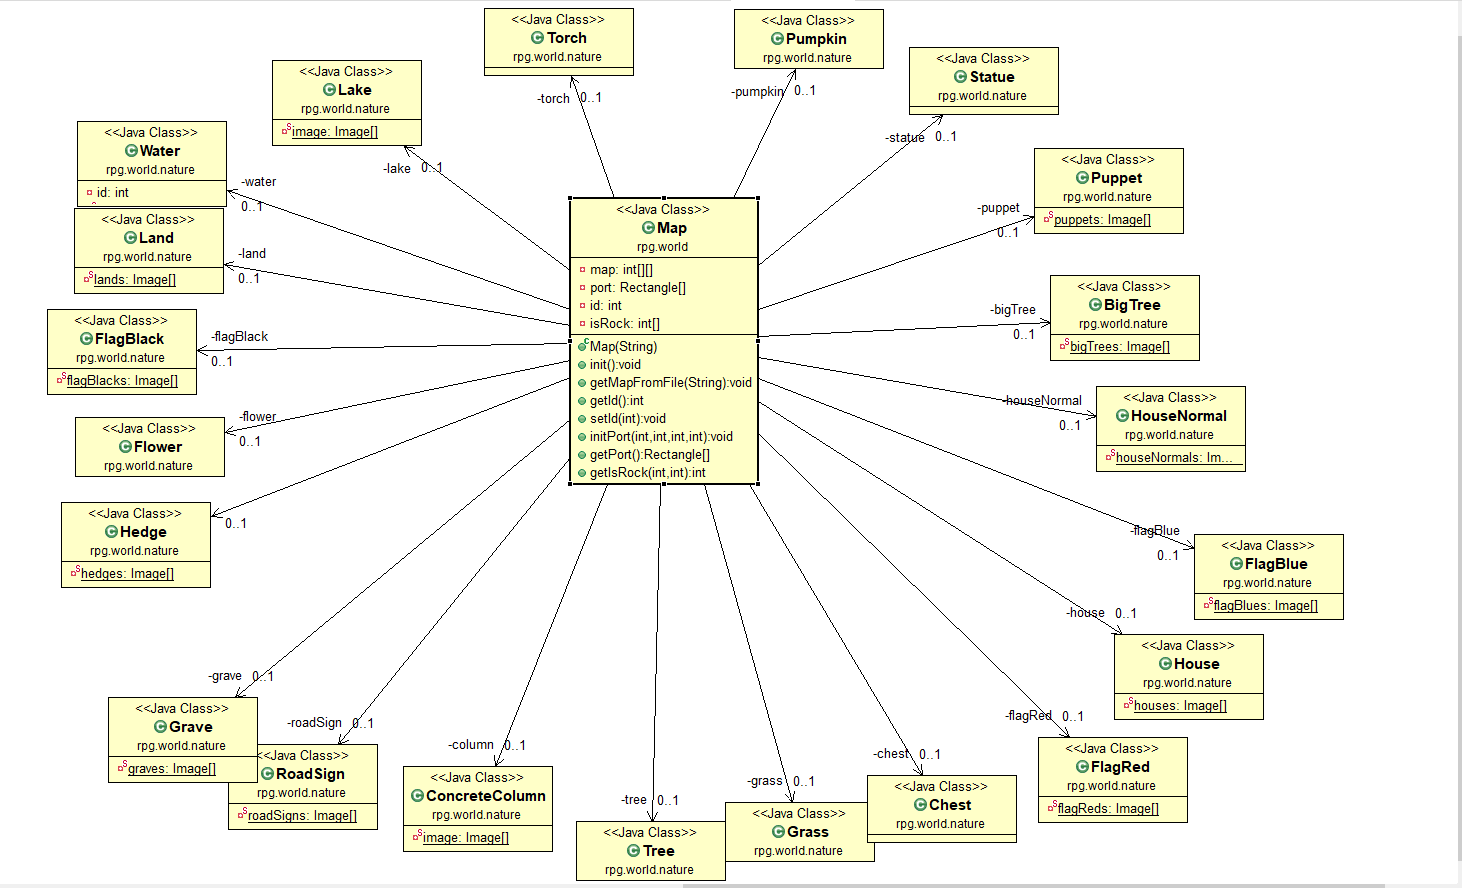 <<Java Class>>
Torch
rpg.world.nature
-torch 0..1
<<Java Class>>
Pumpkin
rpg.world.nature
-pumpkin 0..1
<<Java Class>>
Statue
rpg.world.nature
-statue 0..1
<<Java Class>>
Lake
rpg.world.nature
image: Image[]
-lake 0..1
<<Java Class>>
Water
rpg.world.nature
id: int
-water
0..1
<<Java Class>>
Puppet
rpg.world.nature
puppets: Image[]
-puppet
0..1
<<Java Class>>
Land
rpg.world.nature
lands: Image[]
-land
0..1
<<Java Class>>
Map
rpg.world
map: int[][]
port: Rectangle[]
id: int
isRock: int[]
Map(String)
init():void
getMapFromFile(String):void
getId():int
setId(int):void
initPort(int,int,int,int):void
getPort():Rectangle[]
getIsRock(int,int):int
<<Java Class>>
BigTree
rpg.world.nature
bigTrees: Image[]
-bigTree
0..1
<<Java Class>>
FlagBlack
rpg.world.nature
flagBlacks: Image[]
-flagBlack
0..1
<<Java Class>>
HouseNormal
rpg.world.nature
houseNormals: Im...
-houseNormal
0..1
<<Java Class>>
Flower
rpg.world.nature
-flower
0..1
<<Java Class>>
Hedge
rpg.world.nature
hedges: Image[]
0..1
<<Java Class>>
FlagBlue
rpg.world.nature
flagBlues: Image[]
-flagBlue
0..1
<<Java Class>>
House
rpg.world.nature
houses: Image[]
-house 0..1
<<Java Class>>
Grave
rpg.world.nature
graves: Image[]
-grave 0..1
<<Java Class>>
RoadSign
rpg.world.nature
roadSigns: Image[]
-roadSign 0..1
<<Java Class>>
ConcreteColumn
rpg.world.nature
image: Image[]
-column 0..1
<<Java Class>>
Tree
rpg.world.nature
-tree 0..1
<<Java Class>>
Grass
rpg.world.nature
-grass 0..1
<<Java Class>>
Chest
rpg.world.nature
-chest 0..1
<<Java Class>>
FlagRed
rpg.world.nature
flagReds: Image[]
-flagRed 0..1